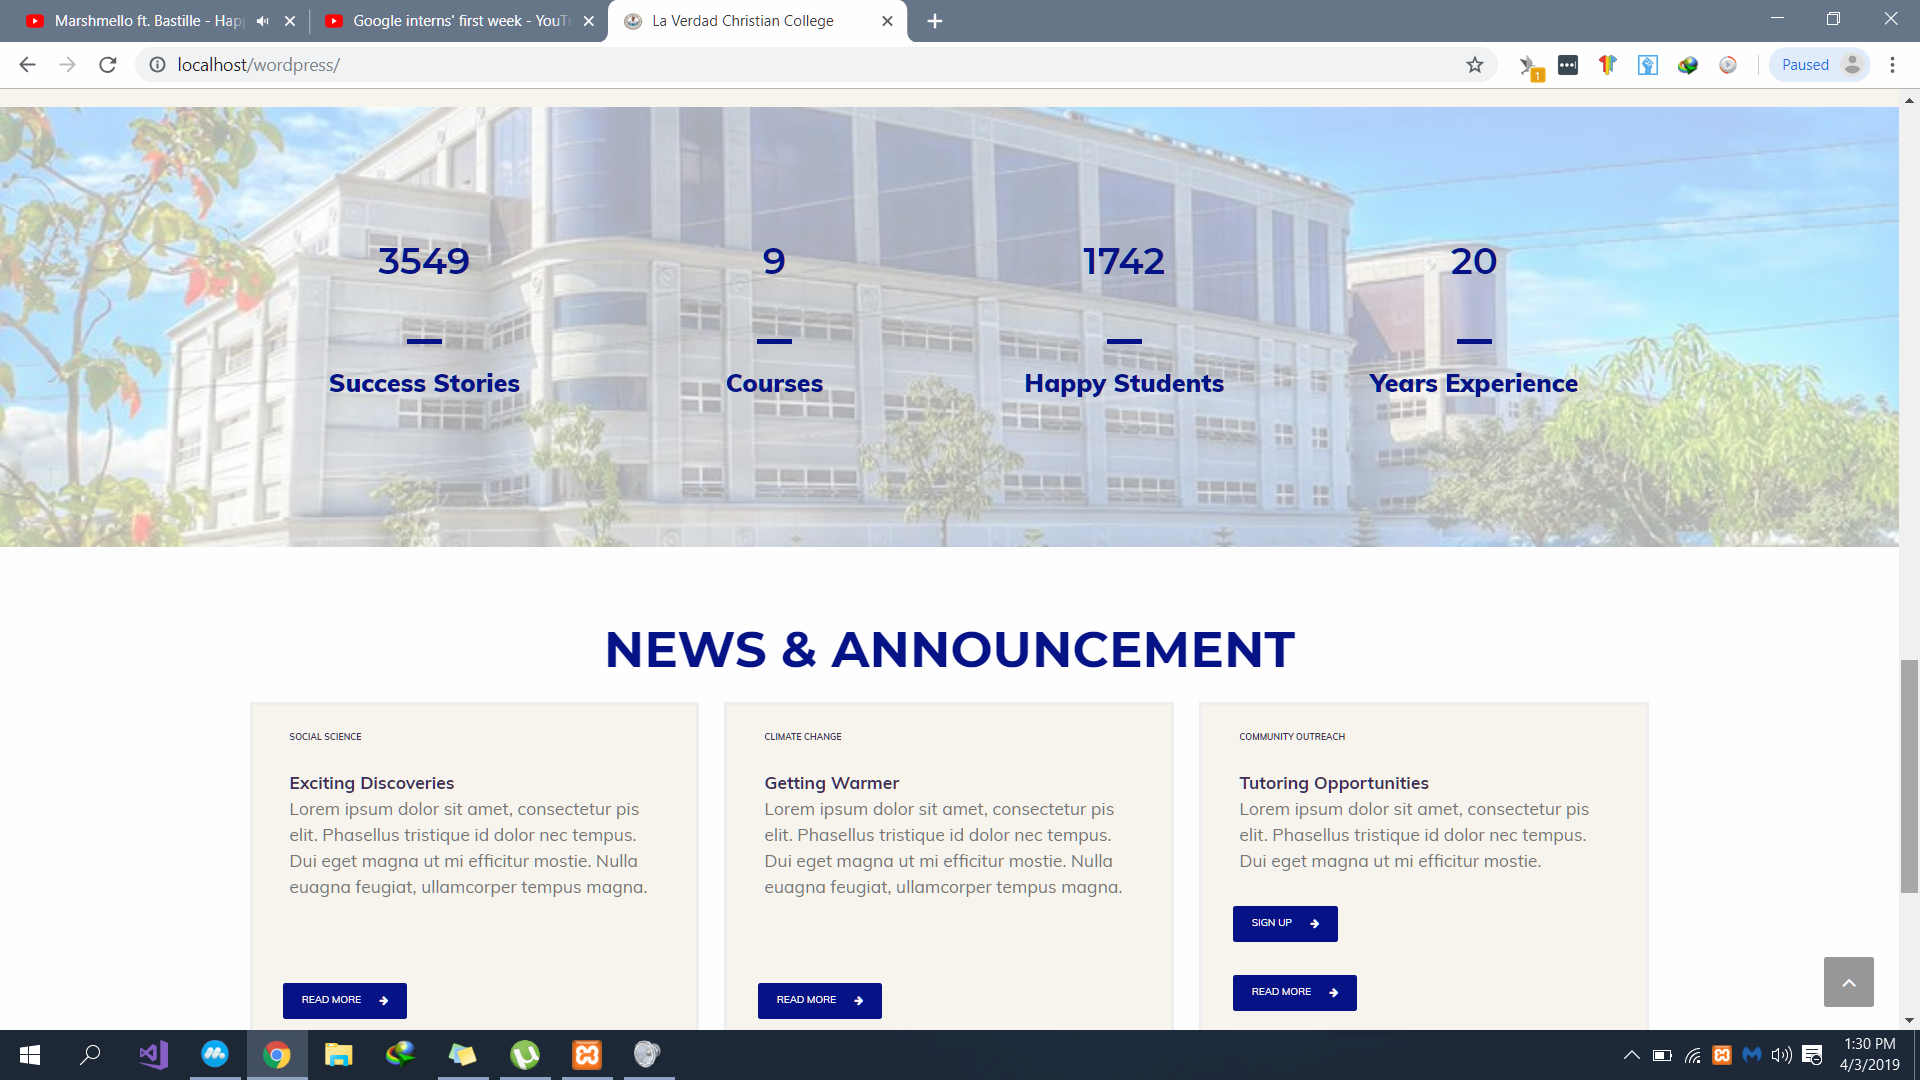 Marshmello ft. Bastille - Hap
Google interns' first week - YouTu
La Verdad Christian College
localhost/wordpress/
1
Paused
3549
9
1742
20
Success Stories
Courses
Happy Students
Years Experience
NEWS & ANNOUNCEMENT
SOCIAL SCIENCE
Exciting Discoveries
Lorem ipsum dolor sit amet, consectetur pis
elit. Phasellus tristique id dolor nec tempus.
Dui eget magna ut mi efficitur mostie. Nulla
euagna feugiat, ullamcorper tempus magna.
READ MORE
CLIMATE CHANGE
Getting Warmer
Lorem ipsum dolor sit amet, consectetur pis
elit. Phasellus tristique id dolor nec tempus.
Dui eget magna ut mi efficitur mostie. Nulla
euagna feugiat, ullamcorper tempus magna.
READ MORE
COMMUNITY OUTREACH
Tutoring Opportunities
Lorem ipsum dolor sit amet, consectetur pis
elit. Phasellus tristique id dolor nec tempus.
Dui eget magna ut mi efficitur mostie.
SIGN UP
READ MORE
1:30 PM
4/3/2019